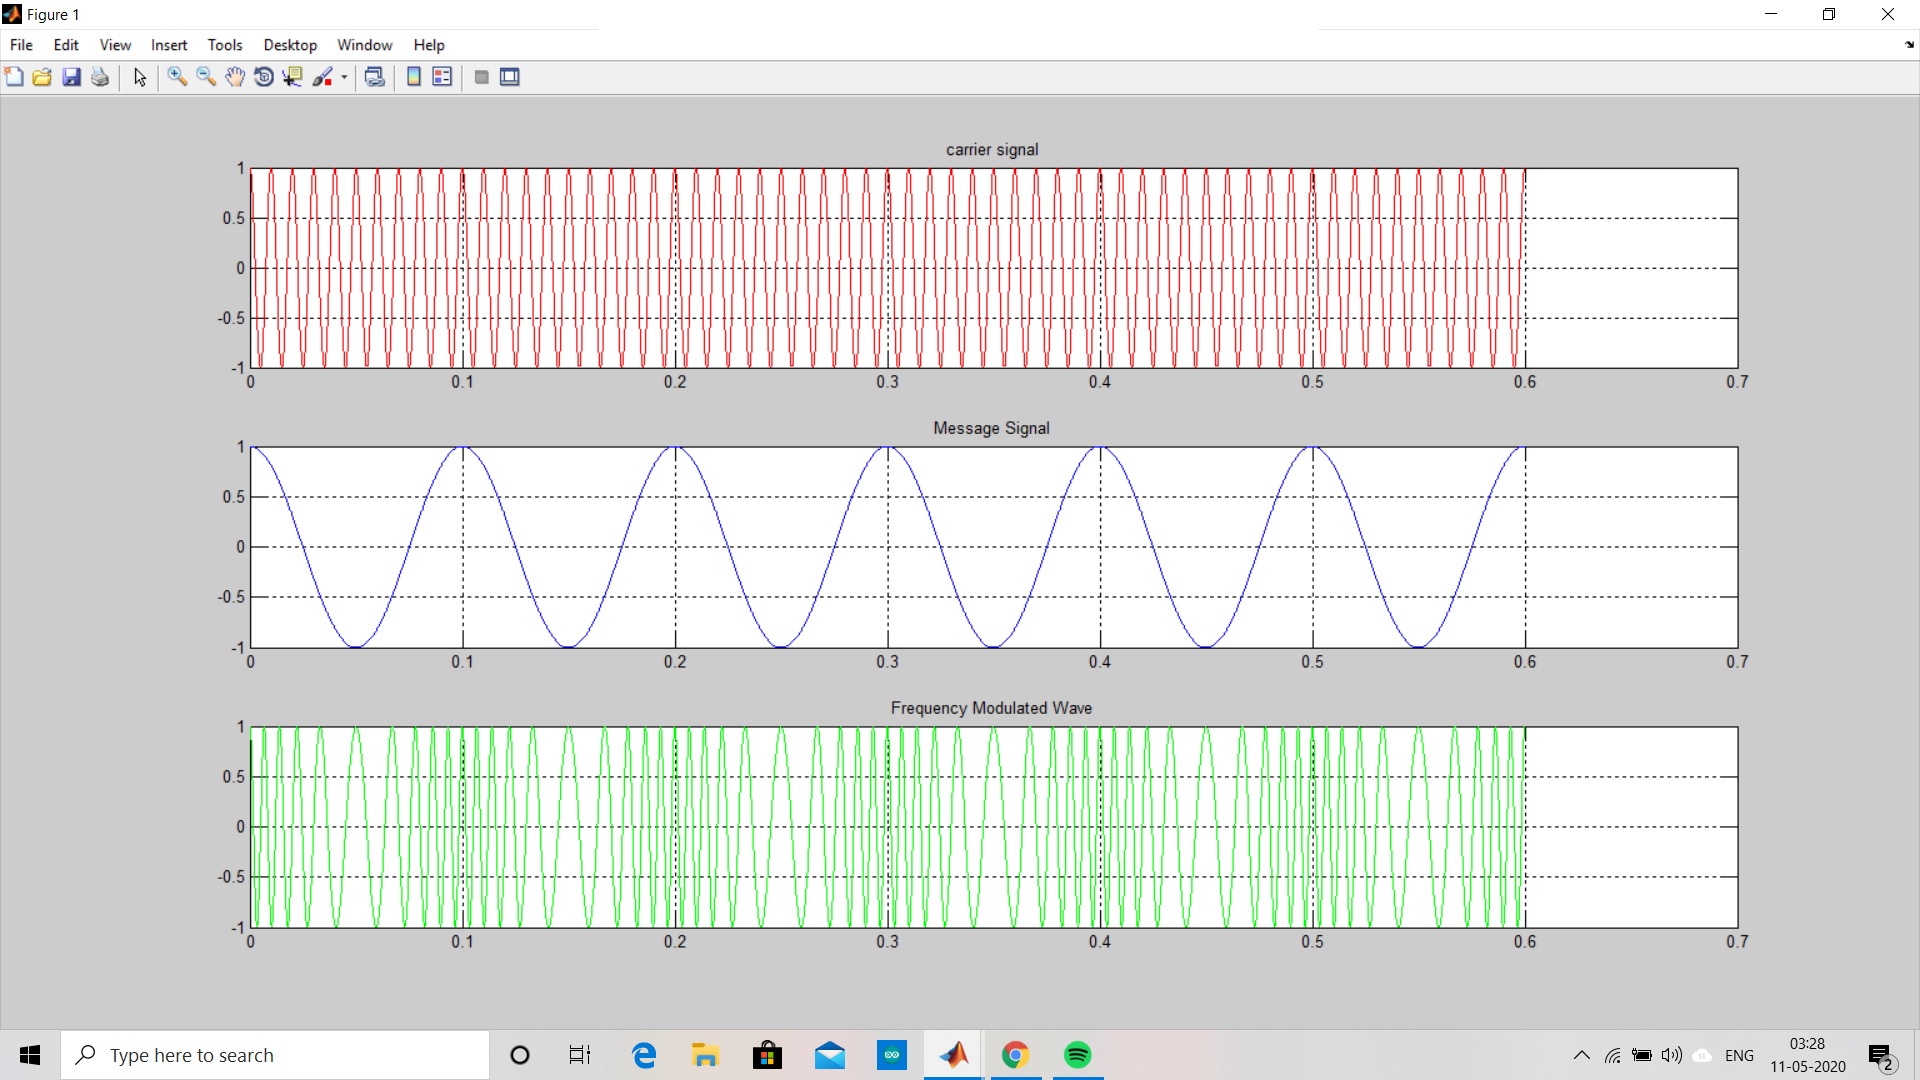 Figure 1
File Edit View Insert Tools Desktop Window Help
carrier signal
1
0.5
0
-0.5
-1
0 0.1 0.2 0.3 0.4 0.5 0.6 0.7
Message Signal
1
0.5
0
-0.5
-1
0 0.1 0.2 0.3 0.4 0.5 0.6 0.7
Frequency Modulated Wave
1
0.5
0
-0.5
-1
0 0.1 0.2 0.3 0.4 0.5 0.6 0.7
Type here to search
ENG
03:28
11-05-2020
2